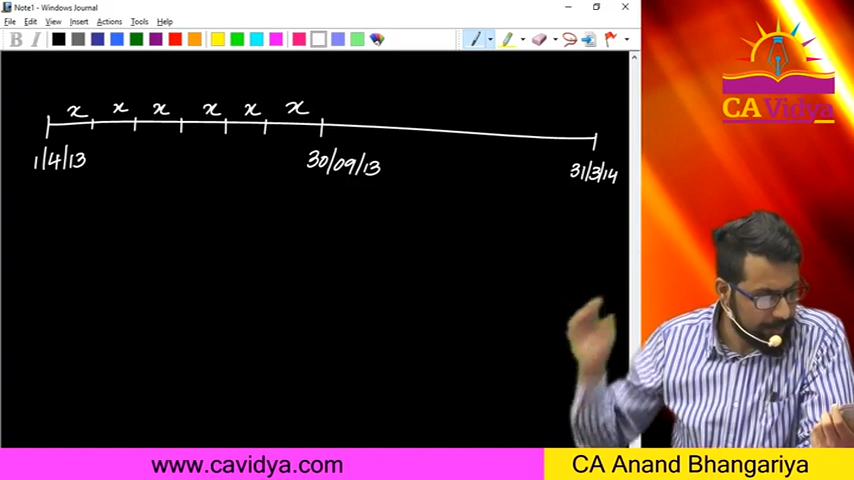 Note1 - Windows Journal
File Edit View Insert Actions Tools Help
B I
x x x x x x
1/4/13 30/09/13 31/3/14
CA Vidya
www.cavidya.com
CA Anand Bhangariya